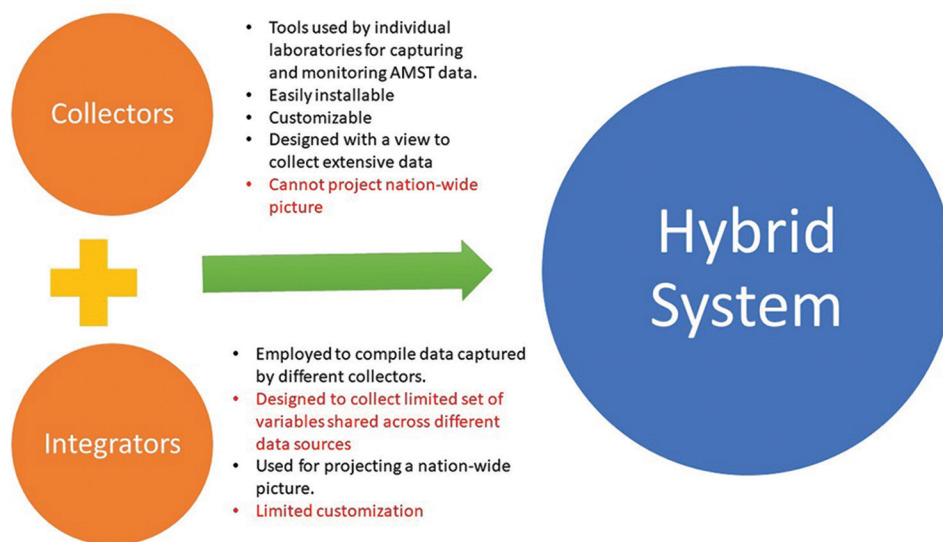 Collectors
• Tools used by individual
laboratories for capturing
and monitoring AMST data.
• Easily installable
• Customizable
• Designed with a view to
collect extensive data
• Cannot project nation-wide
picture
Integrators
• Employed to compile data captured
by different collectors.
• Designed to collect limited set of
variables shared across different
data sources
• Used for projecting a nation-wide
picture.
• Limited customization
Hybrid
System